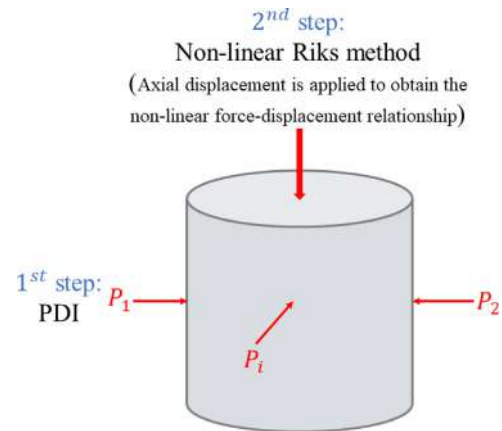 2nd step:
Non-linear Riks method
(Axial displacement is applied to obtain the
non-linear force-displacement relationship)
1st step:
PDI
P1
P2
Pi